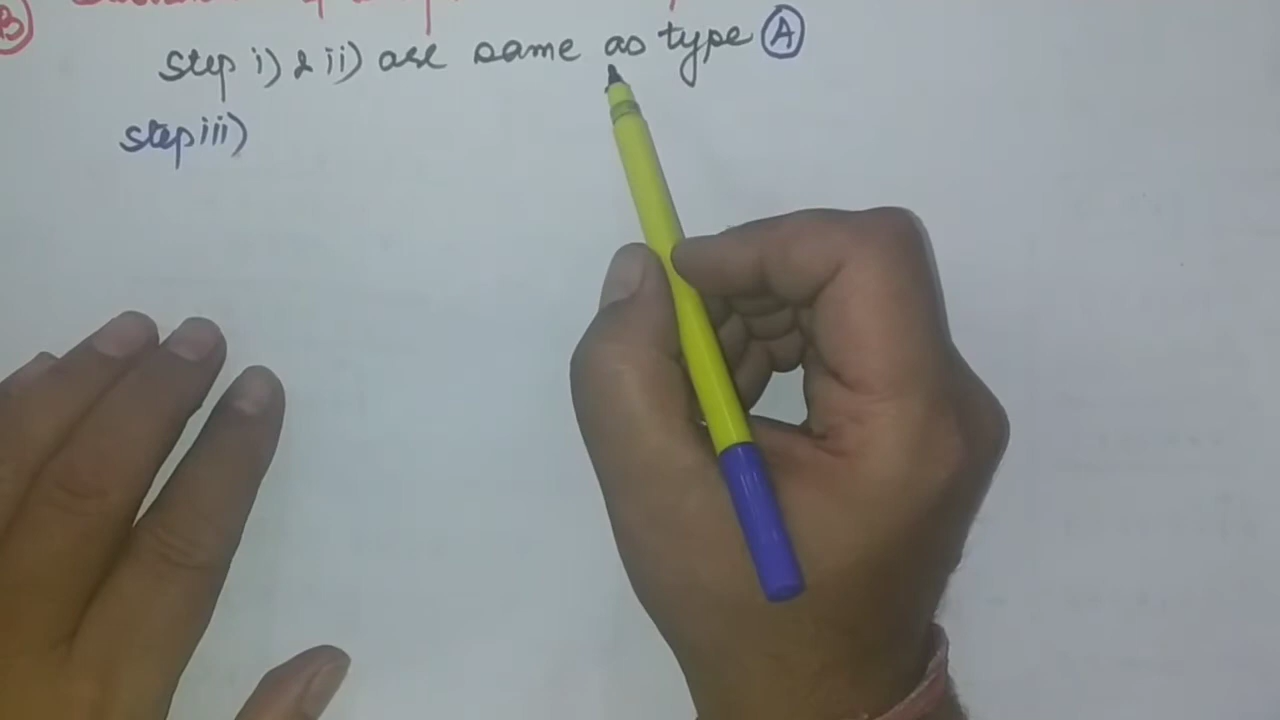 B
step i) & ii) are same as type A
step iii)